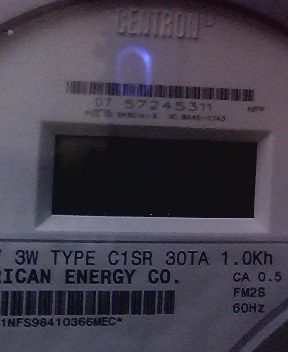 CENTRON
07 57245311
3W TYPE C1SR 30TA 1.0Kh
RICAN ENERGY CO. CA 0.5
FM2S
60Hz
1NFS98410366MEC*